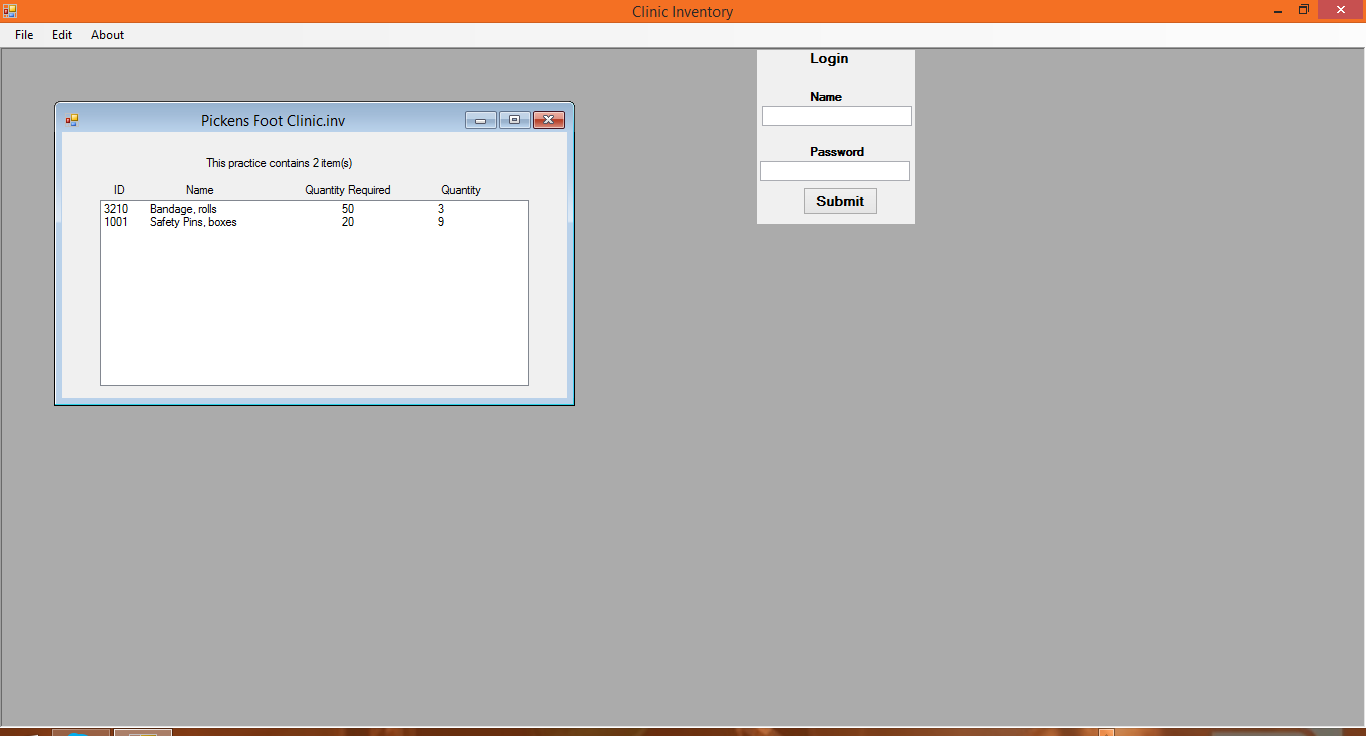 Clinic Inventory
File Edit About
Login
Name
Password
Submit
Pickens Foot Clinic.inv
This practice contains 2 item(s)
ID Name Quantity Required Quantity
3210 Bandage, rolls 50 3
1001 Safety Pins, boxes 20 9